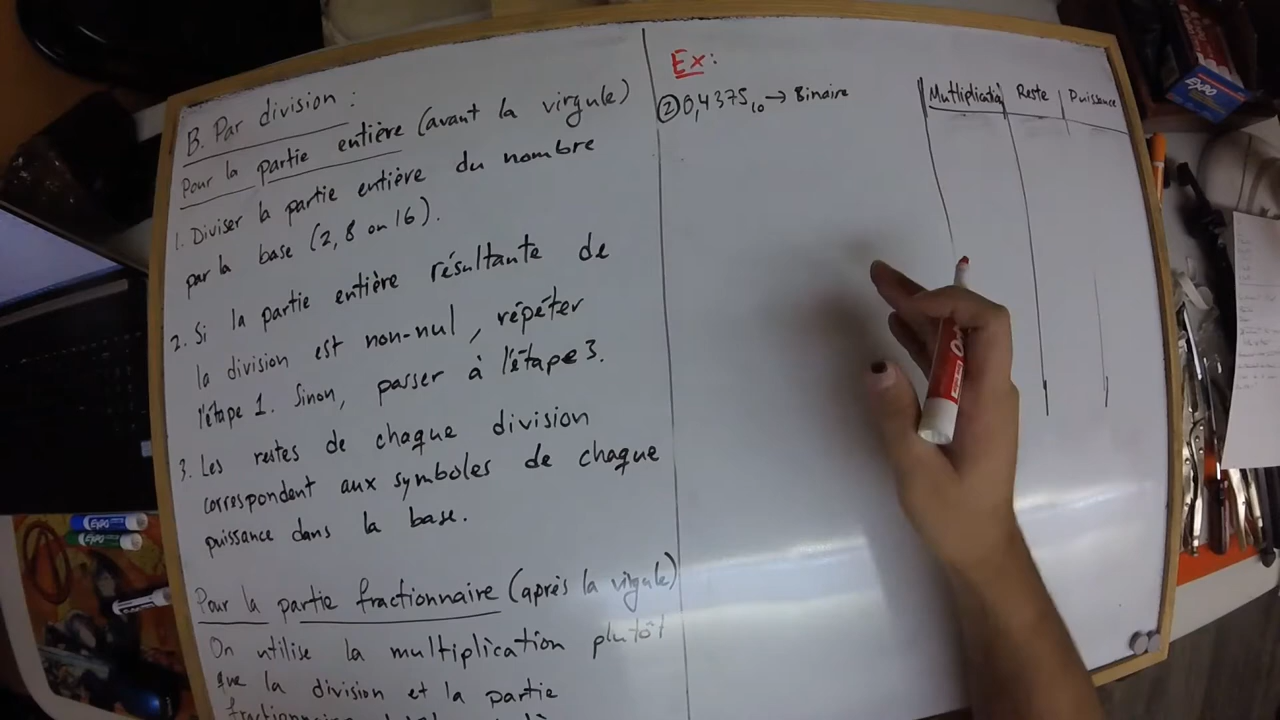 B. Par division :
Pour la partie entière (avant la virgule)
1. Diviser la partie entière du nombre
par la base (2, 8 ou 16).
2. Si la partie entière résultante de
la division est non-nul, répéter
l'étape 1. Sinon, passer à l'étape 3.
3. Les restes de chaque division
correspondent aux symboles de chaque
puissance dans la base.
Pour la partie fractionnaire (après la virgule)
On utilise la multiplication plutôt
que la division et la partie
Ex:
② 0,4375₁₀ → Binaire
Mutliplication Reste Puissance
EXPO
EXPO
EXPO